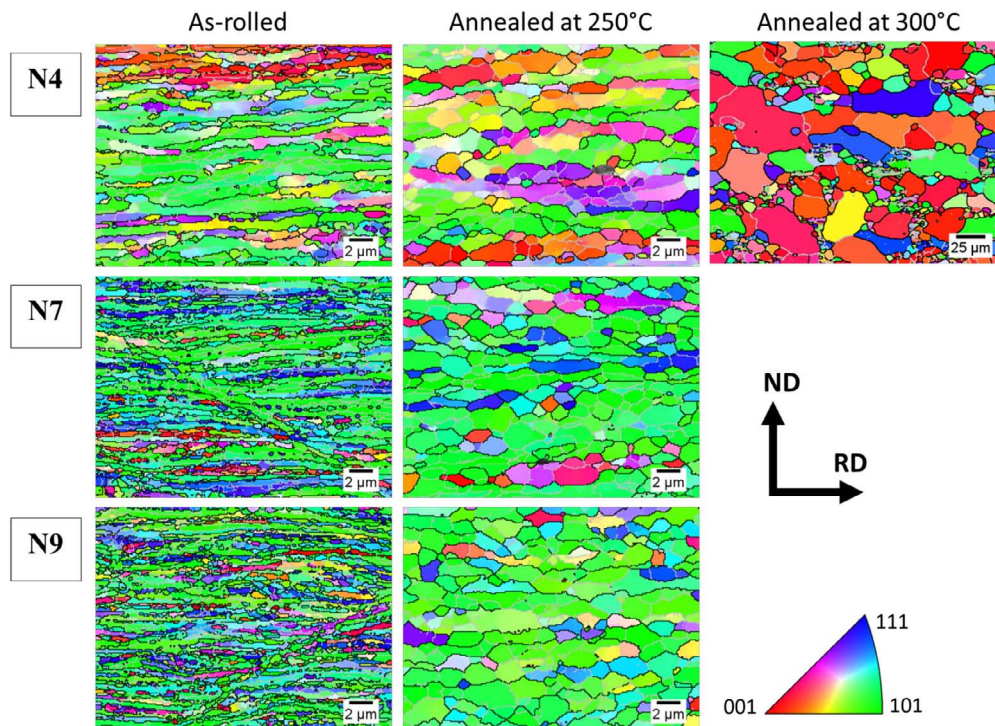 As-rolled
Annealed at 250°C
Annealed at 300°C
N4
2 µm
2 µm
25 µm
N7
2 µm
2 µm
ND
RD
N9
2 µm
2 µm
111
001
101